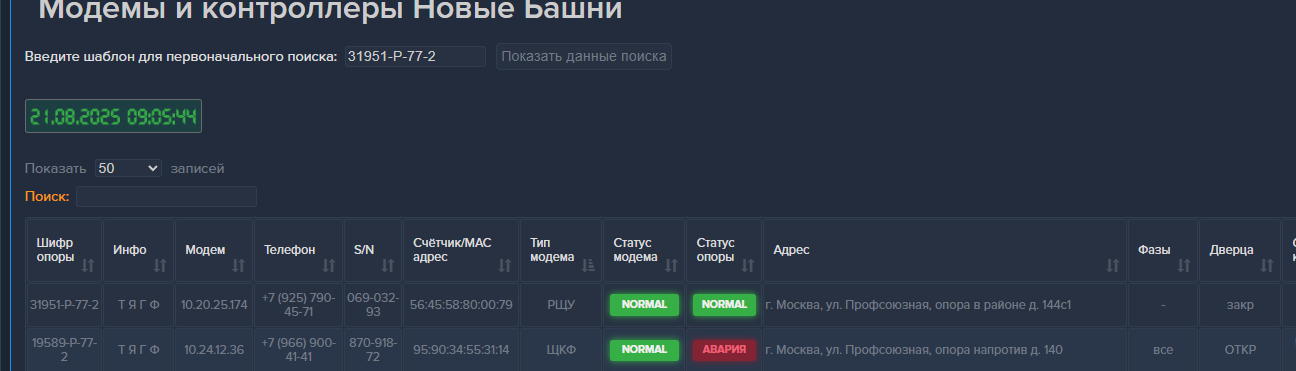 Модемы и контроллеры Новые Башни
Введите шаблон для первоначального поиска: 31951-Р-77-2 Показать данные поиска
21.08.2025 09:05:44
Показать 50 записей
Поиск:
Шифр опоры Инфо Модем Телефон S/N Счётчик/MAC адрес Тип модема Статус модема Статус опоры Адрес Фазы Дверца
31951-Р-77-2 Т Я Г Ф 10.20.25.174 +7 (925) 790-45-71 069-032-93 56:45:58:80:00:79 РЩУ NORMAL NORMAL г. Москва, ул. Профсоюзная, опора в районе д. 144с1 - закр
19589-Р-77-2 Т Я Г Ф 10.24.12.36 +7 (966) 900-41-41 870-918-72 95:90:34:55:31:14 ЩКФ NORMAL АВАРИЯ г. Москва, ул. Профсоюзная, опора напротив д. 140 все ОТКР